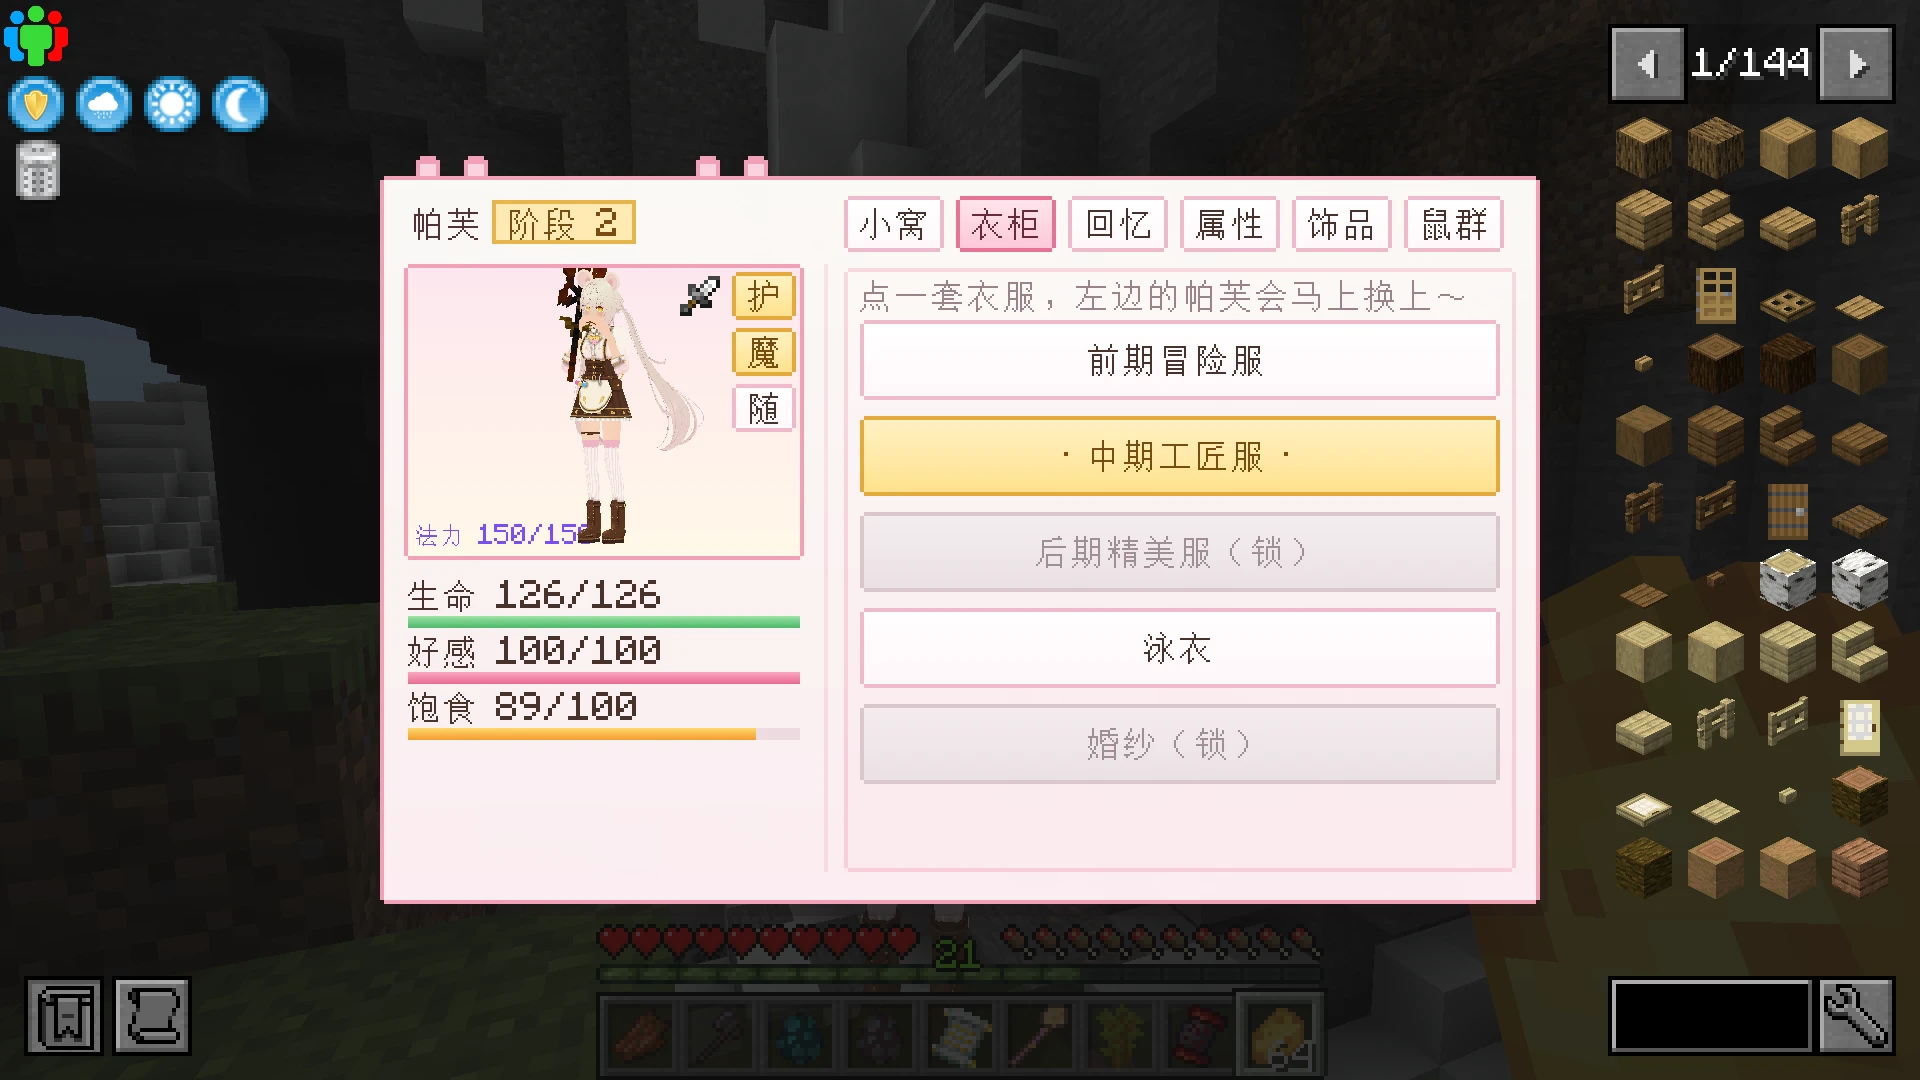 1/144
帕芙 阶段 2
小窝 衣柜 回忆 属性 饰品 鼠群
护
魔
随
法力 150/150
生命 126/126
好感 100/100
饱食 89/100
点一套衣服，左边的帕芙会马上换上～
前期冒险服
· 中期工匠服 ·
后期精美服（锁）
泳衣
婚纱（锁）
21
64